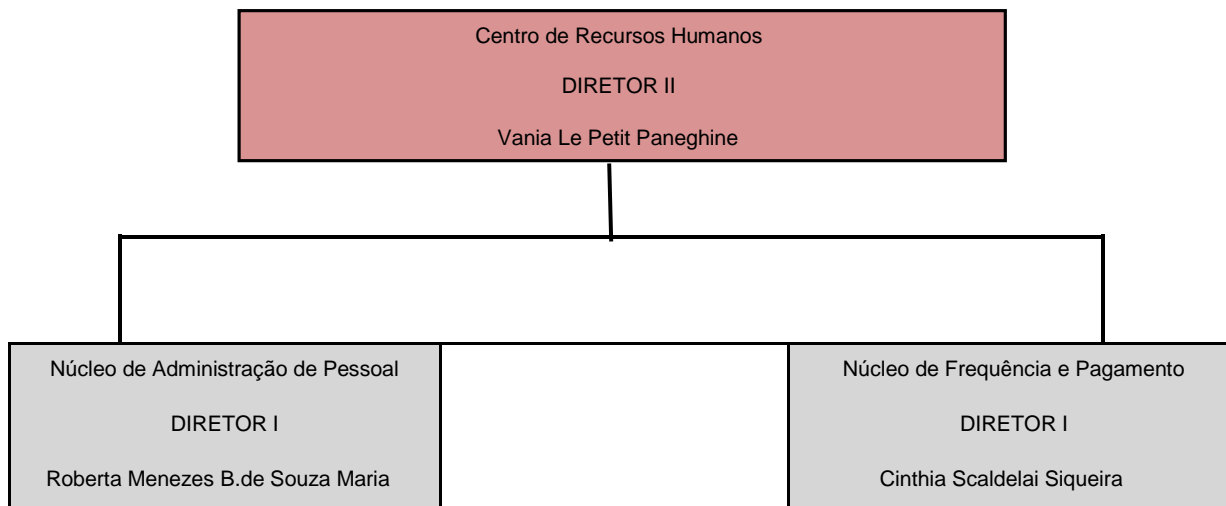 Centro de Recursos Humanos
DIRETOR II
Vania Le Petit Paneghine
Núcleo de Administração de Pessoal
DIRETOR I
Roberta Menezes B.de Souza Maria
Núcleo de Frequência e Pagamento
DIRETOR I
Cinthia Scaldelai Siqueira